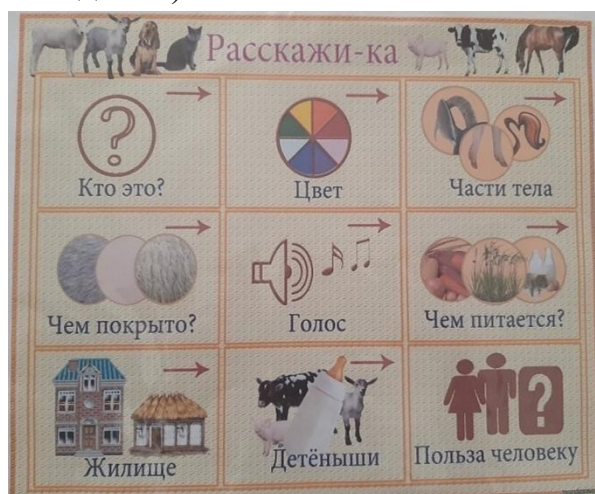 Расскажи-ка
Кто это?
Цвет
Части тела
Чем покрыто?
Голос
Чем питается?
Жилище
Детёныши
Польза человеку